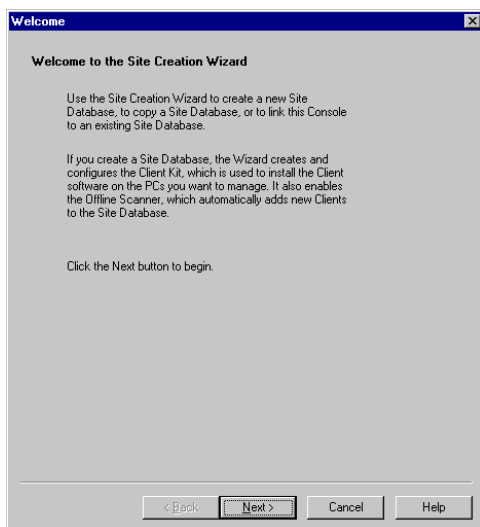 Welcome
Welcome to the Site Creation Wizard
Use the Site Creation Wizard to create a new Site
Database, to copy a Site Database, or to link this Console
to an existing Site Database.
If you create a Site Database, the Wizard creates and
configures the Client Kit, which is used to install the Client
software on the PCs you want to manage. It also enables
the Offline Scanner, which automatically adds new Clients
to the Site Database.
Click the Next button to begin.
< Back Next > Cancel Help